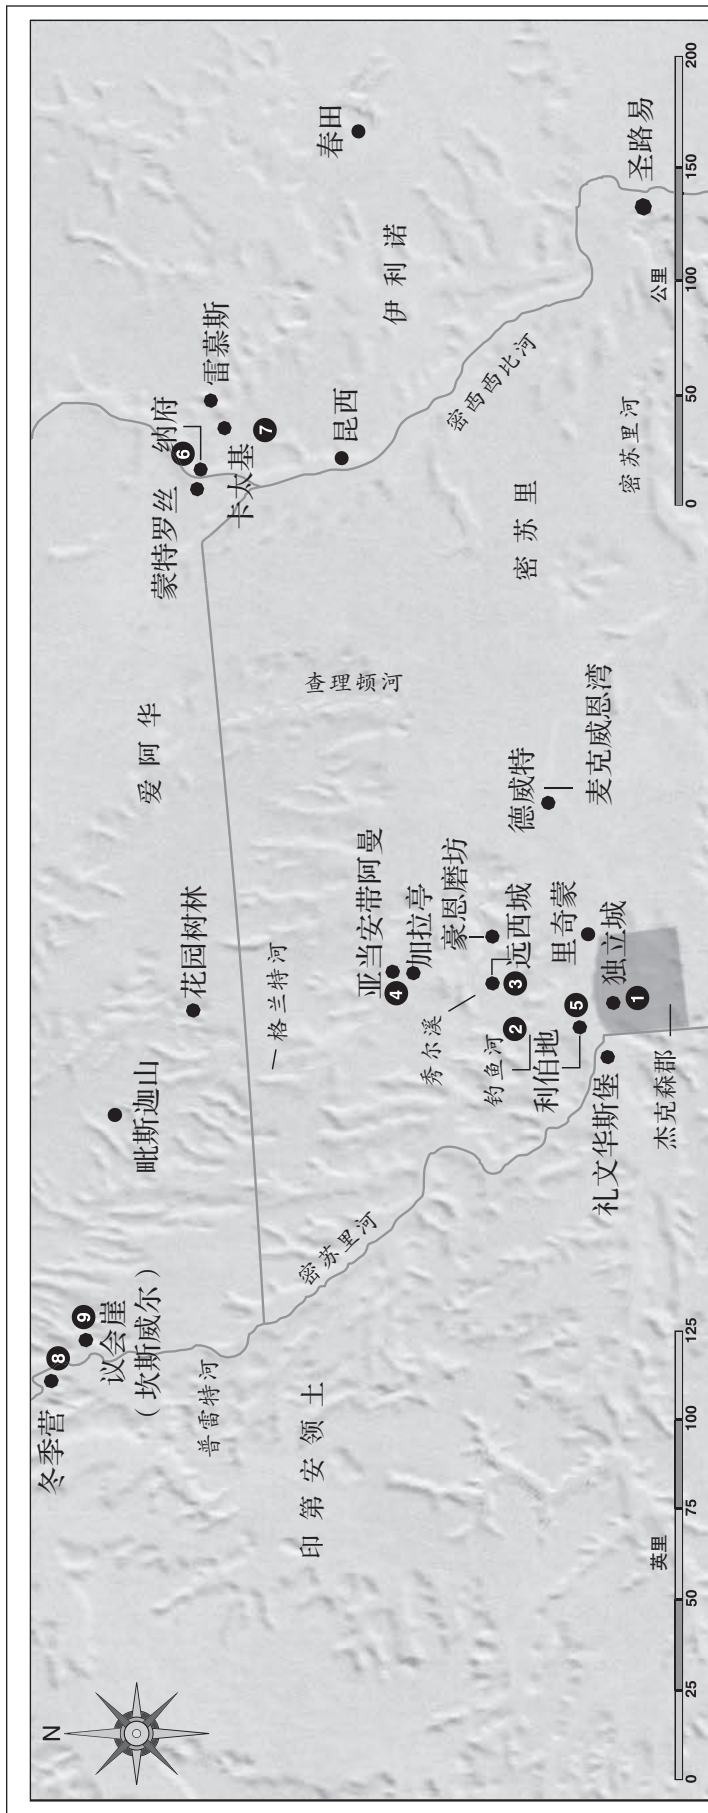 N
冬季营
8
9
议会崖
（坎斯威尔）
毗斯迦山
花园树林
爱阿华
蒙特罗丝
6
纳府
雷慕斯
卡太基
7
春田
伊利诺
昆西
密西西比河
普雷特河
印第安领土
密苏里河
格兰特河
查理顿河
亚当安带阿曼
4
加拉亭
秀尔溪
豪恩磨坊
3
远西城
钓鱼河
2
利伯地
5
里奇蒙
德威特
麦克威恩湾
密苏里
密苏里河
圣路易
礼文华斯堡
独立城
1
杰克森郡
英里
0 25 50 75 100 125
公里
0 50 100 150 200